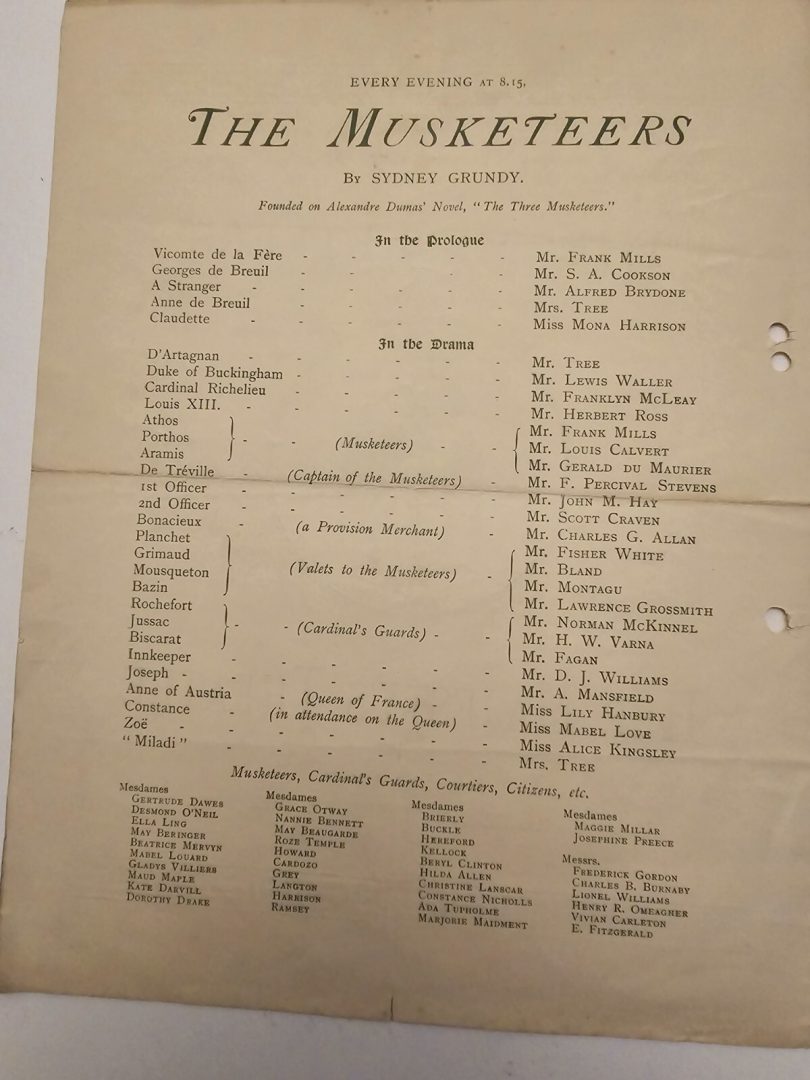 EVERY EVENING AT 8.15,
THE MUSKETEERS
BY SYDNEY GRUNDY.
Founded on Alexandre Dumas' Novel, "The Three Musketeers."
In the Prologue
Vicomte de la Fère - - - - - Mr. FRANK MILLS
Georges de Breuil - - - - Mr. S. A. COOKSON
A Stranger - - - - - - Mr. ALFRED BRYDONE
Anne de Breuil - - - - - Mrs. TREE
Claudette - - - - - - Miss MONA HARRISON
In the Drama
D'Artagnan - - - - - - Mr. TREE
Duke of Buckingham - - - - - Mr. LEWIS WALLER
Cardinal Richelieu - - - - - Mr. FRANKLYN MCLEAY
Louis XIII. - - - - - - Mr. HERBERT ROSS
Athos Mr. FRANK MILLS
Porthos - - (Musketeers) - - Mr. LOUIS CALVERT
Aramis Mr. GERALD DU MAURIER
De Tréville - (Captain of the Musketeers) - Mr. F. PERCIVAL STEVENS
1st Officer - - - - - - Mr. JOHN M. HAY
2nd Officer - - - - - - Mr. SCOTT CRAVEN
Bonacieux - (a Provision Merchant) - Mr. CHARLES G. ALLAN
Planchet Mr. FISHER WHITE
Grimaud Mr. BLAND
Mousqueton (Valets to the Musketeers) - Mr. MONTAGU
Bazin Mr. LAWRENCE GROSSMITH
Rochefort Mr. NORMAN MCKINNEL
Jussac - - (Cardinal's Guards) - - Mr. H. W. VARNA
Biscarat Mr. FAGAN
Innkeeper - - - - - - Mr. D. J. WILLIAMS
Joseph - - - - - - Mr. A. MANSFIELD
Anne of Austria - (Queen of France) - - Miss LILY HANBURY
Constance - (in attendance on the Queen) - Miss MABEL LOVE
Zoë - - - - - - - Miss ALICE KINGSLEY
"Miladi" - - - - - - Mrs. TREE
Musketeers, Cardinal's Guards, Courtiers, Citizens, etc.
Mesdames
GERTRUDE DAWES
DESMOND O'NEIL
ELLA LING
MAY BERINGER
BEATRICE MERVYN
MABEL LOUARD
GLADYS VILLIERS
MAUD MAPLE
KATE DARVILL
DOROTHY DRAKE
Mesdames
GRACE OTWAY
NANNIE BENNETT
MAY BEAUGARDE
ROZE TEMPLE
HOWARD
CARDOZO
GREY
LANGTON
HARRISON
RAMSEY
Mesdames
BRIERLY
BUCKLE
HEREFORD
KELLOCK
BERYL CLINTON
HILDA ALLEN
CHRISTINE LANSCAR
CONSTANCE NICHOLLS
ADA TUPHOLME
MARJORIE MAIDMENT
Mesdames
MAGGIE MILLAR
JOSEPHINE PREECE
Messrs.
FREDERICK GORDON
CHARLES B. BURNABY
LIONEL WILLIAMS
HENRY R. OMEAGHER
VIVIAN CARLETON
E. FITZGERALD